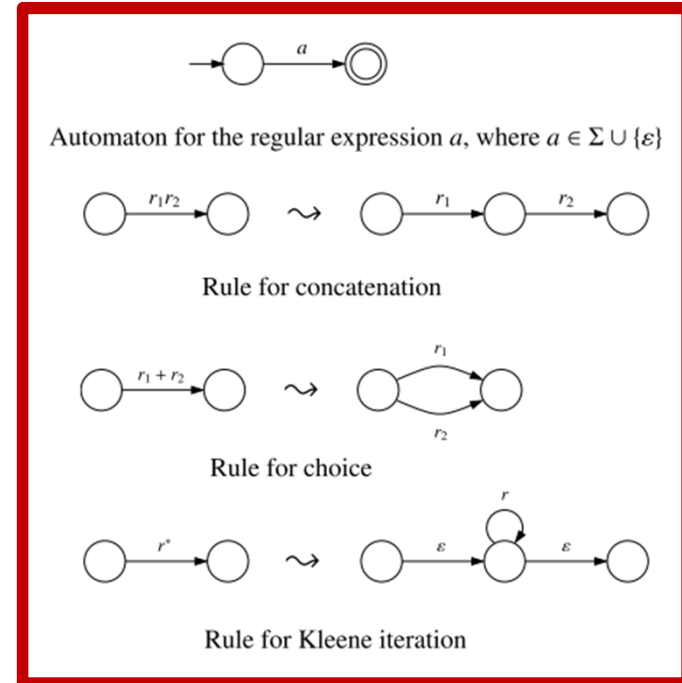 a
Automaton for the regular expression a, where a ∈ Σ ∪ {ε}
r₁r₂ ⤳ r₁ r₂
Rule for concatenation
r₁ + r₂ ⤳ r₁
r₂
Rule for choice
r
r* ⤳ ε ε
Rule for Kleene iteration